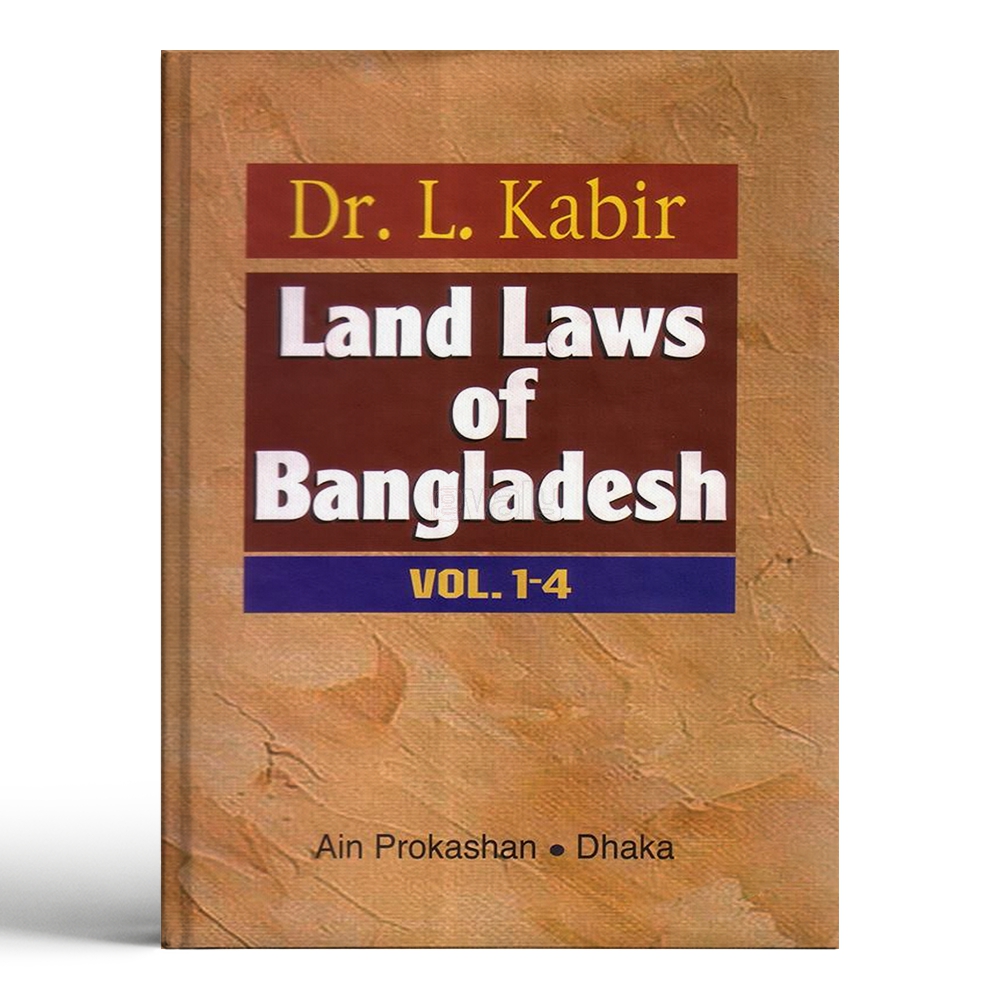 Dr. L. Kabir
Land Laws
of
Bangladesh
VOL. 1-4
Ain Prokashan • Dhaka